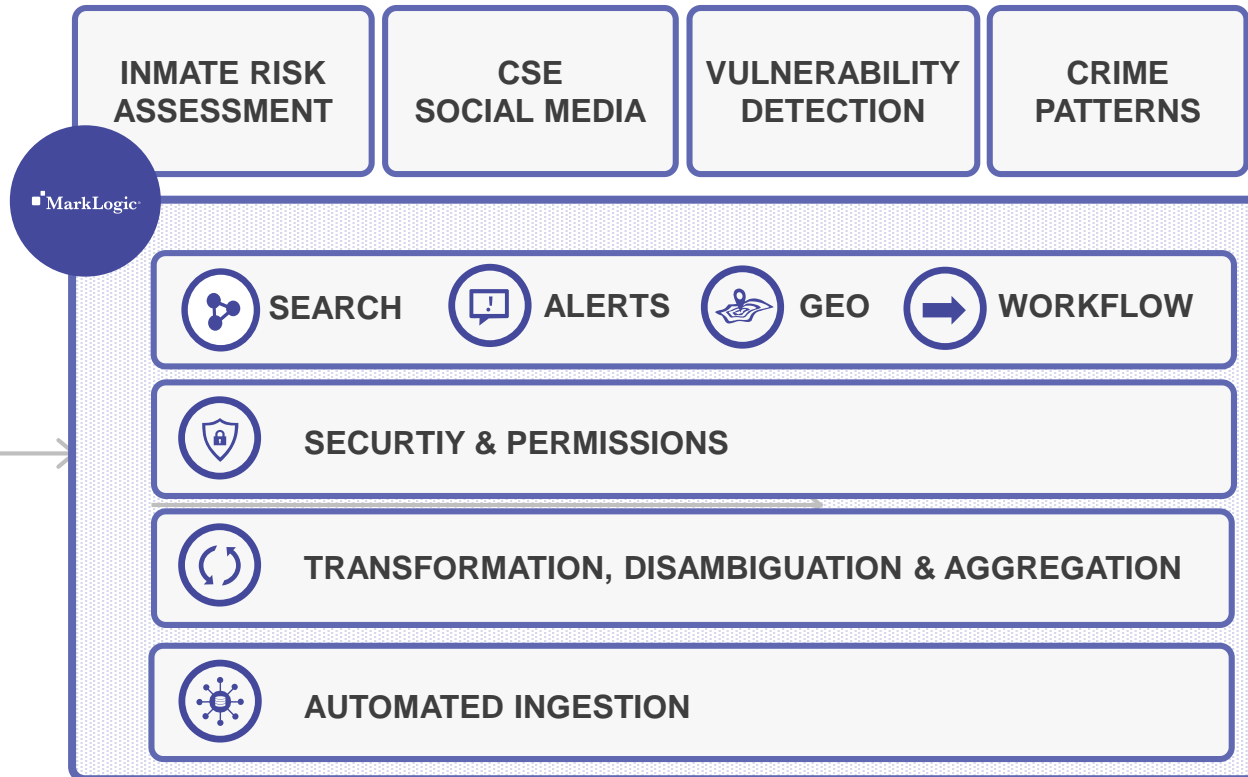 INMATE RISK
ASSESSMENT
CSE
SOCIAL MEDIA
VULNERABILITY
DETECTION
CRIME
PATTERNS
MarkLogic
SEARCH
ALERTS
GEO
WORKFLOW
SECURTIY & PERMISSIONS
TRANSFORMATION, DISAMBIGUATION & AGGREGATION
AUTOMATED INGESTION